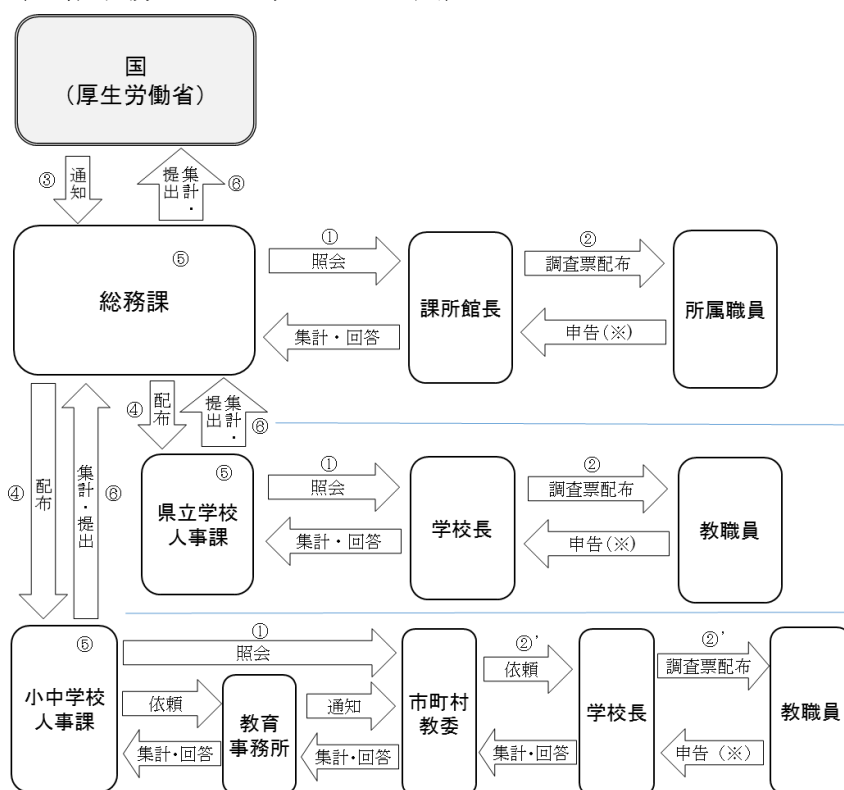 国
（厚生労働省）
③
通知
集計・
提出
⑥
総務課
⑤
①
照会
集計・回答
課所館長
②
調査票配布
申告(※)
所属職員
④
配布
集計・提出
⑥
④
配布
集計・
提出
⑥
県立学校
人事課
⑤
①
照会
集計・回答
学校長
②
調査票配布
申告(※)
教職員
小中学校
人事課
⑤
①
照会
依頼
集計・回答
教育
事務所
通知
集計・回答
市町村
教委
②’
依頼
集計・回答
学校長
②’
調査票配布
申告（※）
教職員